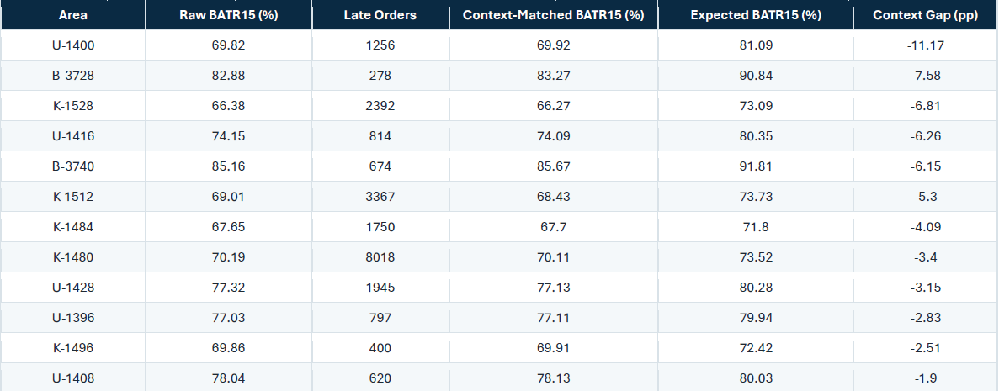 Area Raw BATR15 (%) Late Orders Context-Matched BATR15 (%) Expected BATR15 (%) Context Gap (pp)
U-1400 69.82 1256 69.92 81.09 -11.17
B-3728 82.88 278 83.27 90.84 -7.58
K-1528 66.38 2392 66.27 73.09 -6.81
U-1416 74.15 814 74.09 80.35 -6.26
B-3740 85.16 674 85.67 91.81 -6.15
K-1512 69.01 3367 68.43 73.73 -5.3
K-1484 67.65 1750 67.7 71.8 -4.09
K-1480 70.19 8018 70.11 73.52 -3.4
U-1428 77.32 1945 77.13 80.28 -3.15
U-1396 77.03 797 77.11 79.94 -2.83
K-1496 69.86 400 69.91 72.42 -2.51
U-1408 78.04 620 78.13 80.03 -1.9